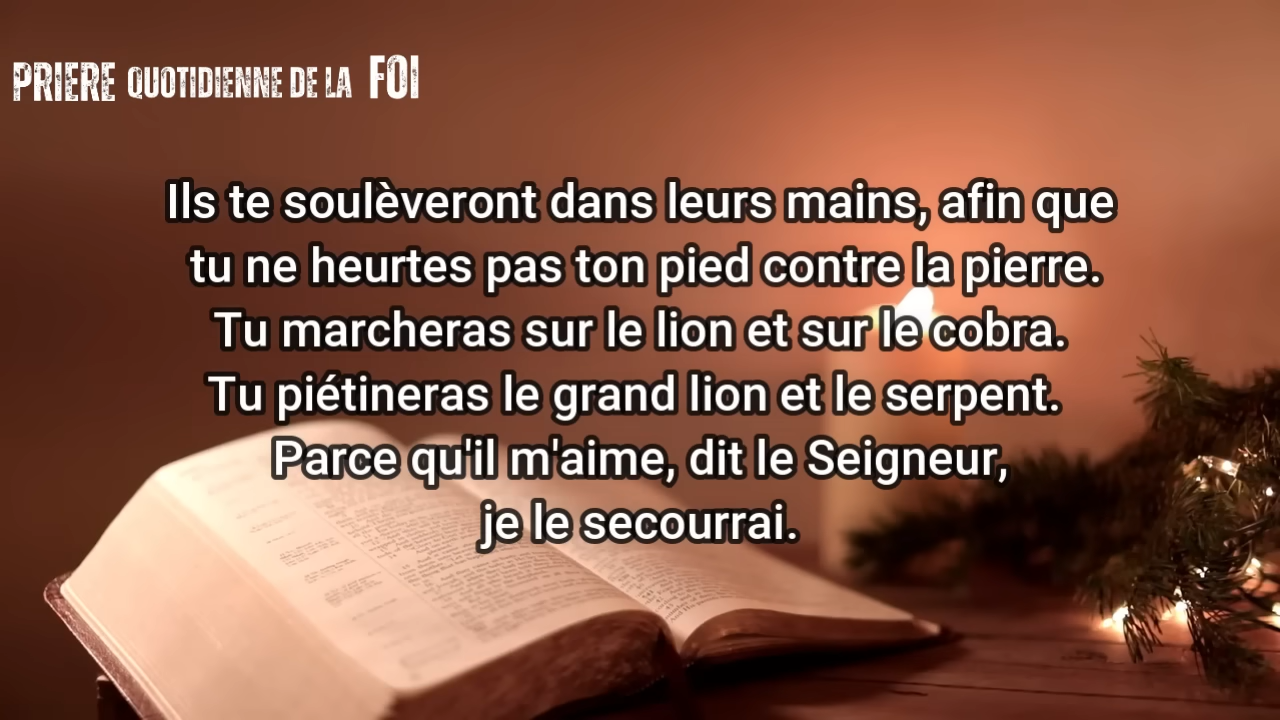 PRIERE QUOTIDIENNE DE LA FOI
Ils te soulèveront dans leurs mains, afin que
tu ne heurtes pas ton pied contre la pierre.
Tu marcheras sur le lion et sur le cobra.
Tu piétineras le grand lion et le serpent.
Parce qu'il m'aime, dit le Seigneur,
je le secourrai.